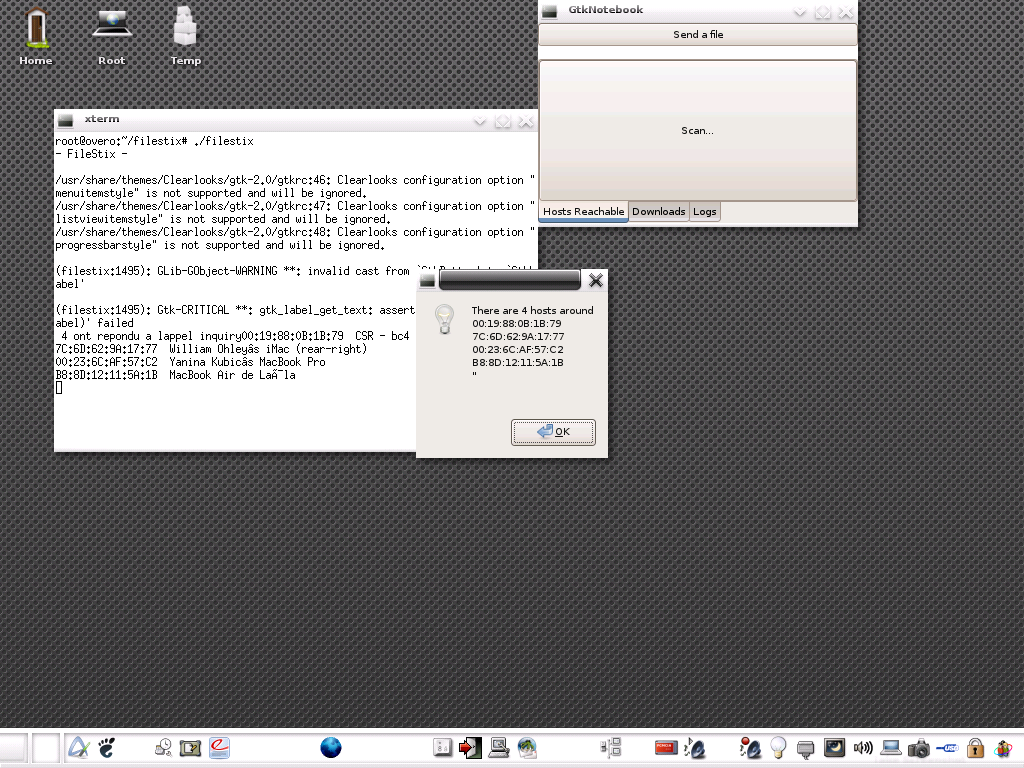 GtkNotebook
Send a file
Home
Root
Temp
xterm
root@overo:~/filestix# ./filestix
- FileStix -
Scan...
/usr/share/themes/Clearlooks/gtk-2.0/gtkrc:46: Clearlooks configuration option "
menuitemstyle" is not supported and will be ignored.
/usr/share/themes/Clearlooks/gtk-2.0/gtkrc:47: Clearlooks configuration option "
listviewitemstyle" is not supported and will be ignored.
/usr/share/themes/Clearlooks/gtk-2.0/gtkrc:48: Clearlooks configuration option "
progressbarstyle" is not supported and will be ignored.
Hosts Reachable
Downloads
Logs
(filestix:1495): GLib-GObject-WARNING **: invalid cast from
abel'
(filestix:1495): Gtk-CRITICAL **: gtk_label_get_text: assert
abel)' failed
4 ont repondu a lappel inquiry00:19:88:0B:1B:79  CSR - bc4
7C:6D:62:9A:17:77  William Ohleyâs iMac (rear-right)
00:23:6C:AF:57:C2  Yanina Kubicâs MacBook Pro
B8:8D:12:11:5A:1B  MacBook Air de LaÃ¯la
There are 4 hosts around
00:19:88:0B:1B:79
7C:6D:62:9A:17:77
00:23:6C:AF:57:C2
B8:8D:12:11:5A:1B
"
OK